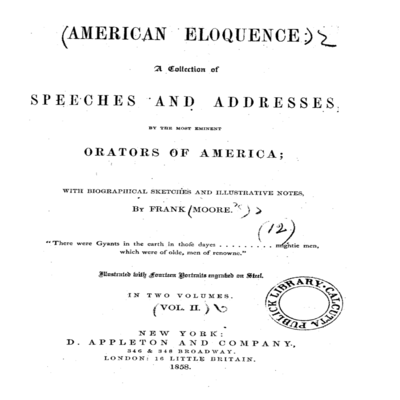 (AMERICAN ELOQUENCE:)
A Collection of
SPEECHES AND ADDRESSES,
BY THE MOST EMINENT
ORATORS OF AMERICA;
WITH BIOGRAPHICAL SKETCHES AND ILLUSTRATIVE NOTES,
BY FRANK (MOORE.)
(12)
"There were Gyants in the earth in those dayes . . . . . . . . . mightie men,
which were of olde, men of renowne."
Illustrated with Fourteen Portraits engraved on Steel.
IN TWO VOLUMES.
(VOL. II.)
PUBLICK LIBRARY CALCUTTA
NEW YORK:
D. APPLETON AND COMPANY,
346 & 348 BROADWAY.
LONDON: 16 LITTLE BRITAIN.
1858.